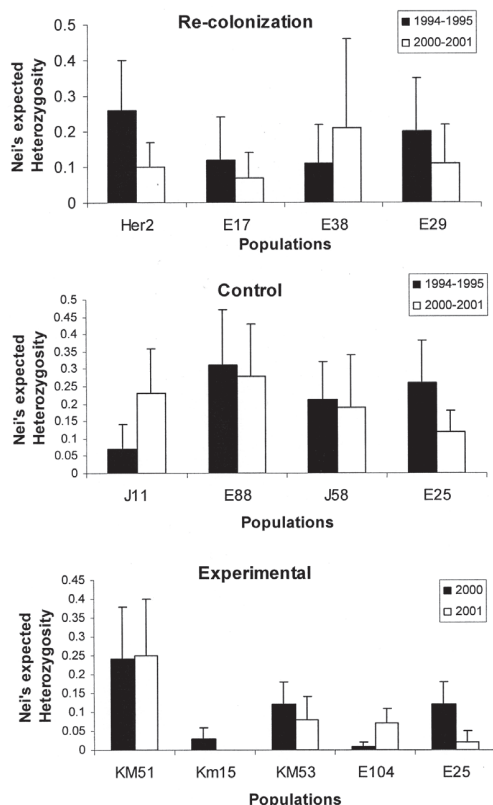 Re-colonization
1994-1995
2000-2001
Nei's expected
Heterozygosity
0.5
0.4
0.3
0.2
0.1
0
Her2 E17 E38 E29
Populations
Control
1994-1995
2000-2001
Nei's expected
Heterozygosity
0.5
0.45
0.4
0.35
0.3
0.25
0.2
0.15
0.1
0.05
0
J11 E88 J58 E25
Populations
Experimental
2000
2001
Nei's expected
Heterozygosity
0.45
0.4
0.35
0.3
0.25
0.2
0.15
0.1
0.05
0
KM51 Km15 KM53 E104 E25
Populations